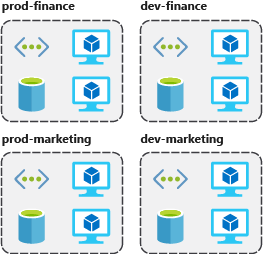 prod-finance
dev-finance
prod-marketing
dev-marketing